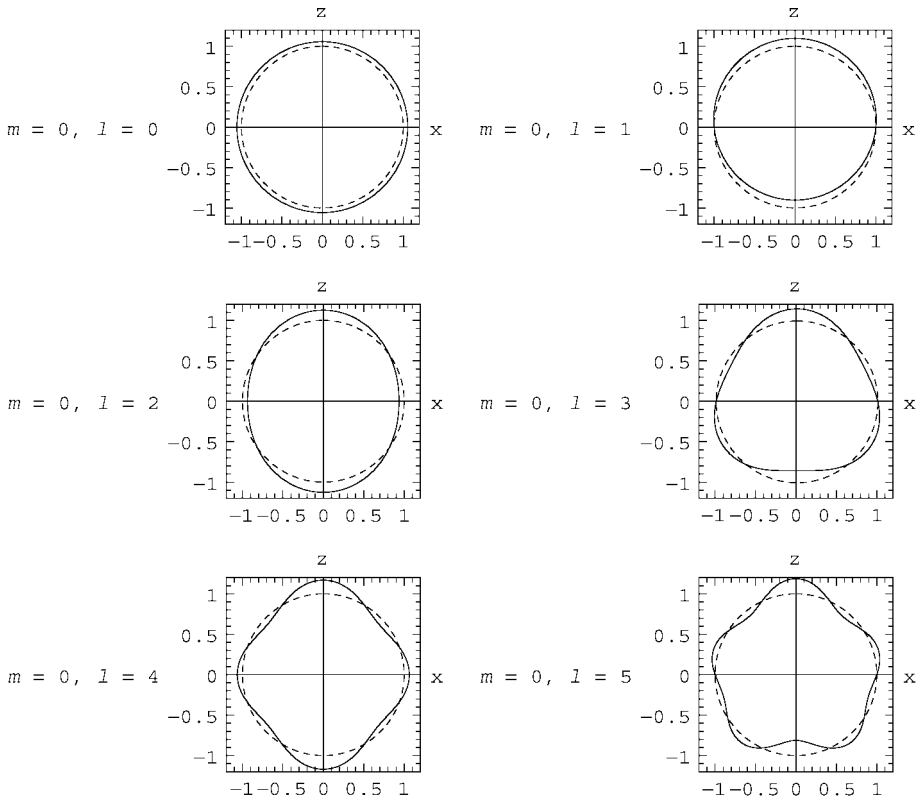 z
z
1
0.5
0
-0.5
-1
-1 -0.5 0 0.5 1
x
m = 0, l = 0
1
0.5
0
-0.5
-1
-1 -0.5 0 0.5 1
x
m = 0, l = 1
z
z
1
0.5
0
-0.5
-1
-1 -0.5 0 0.5 1
x
m = 0, l = 2
1
0.5
0
-0.5
-1
-1 -0.5 0 0.5 1
x
m = 0, l = 3
z
z
1
0.5
0
-0.5
-1
-1 -0.5 0 0.5 1
x
m = 0, l = 4
1
0.5
0
-0.5
-1
-1 -0.5 0 0.5 1
x
m = 0, l = 5